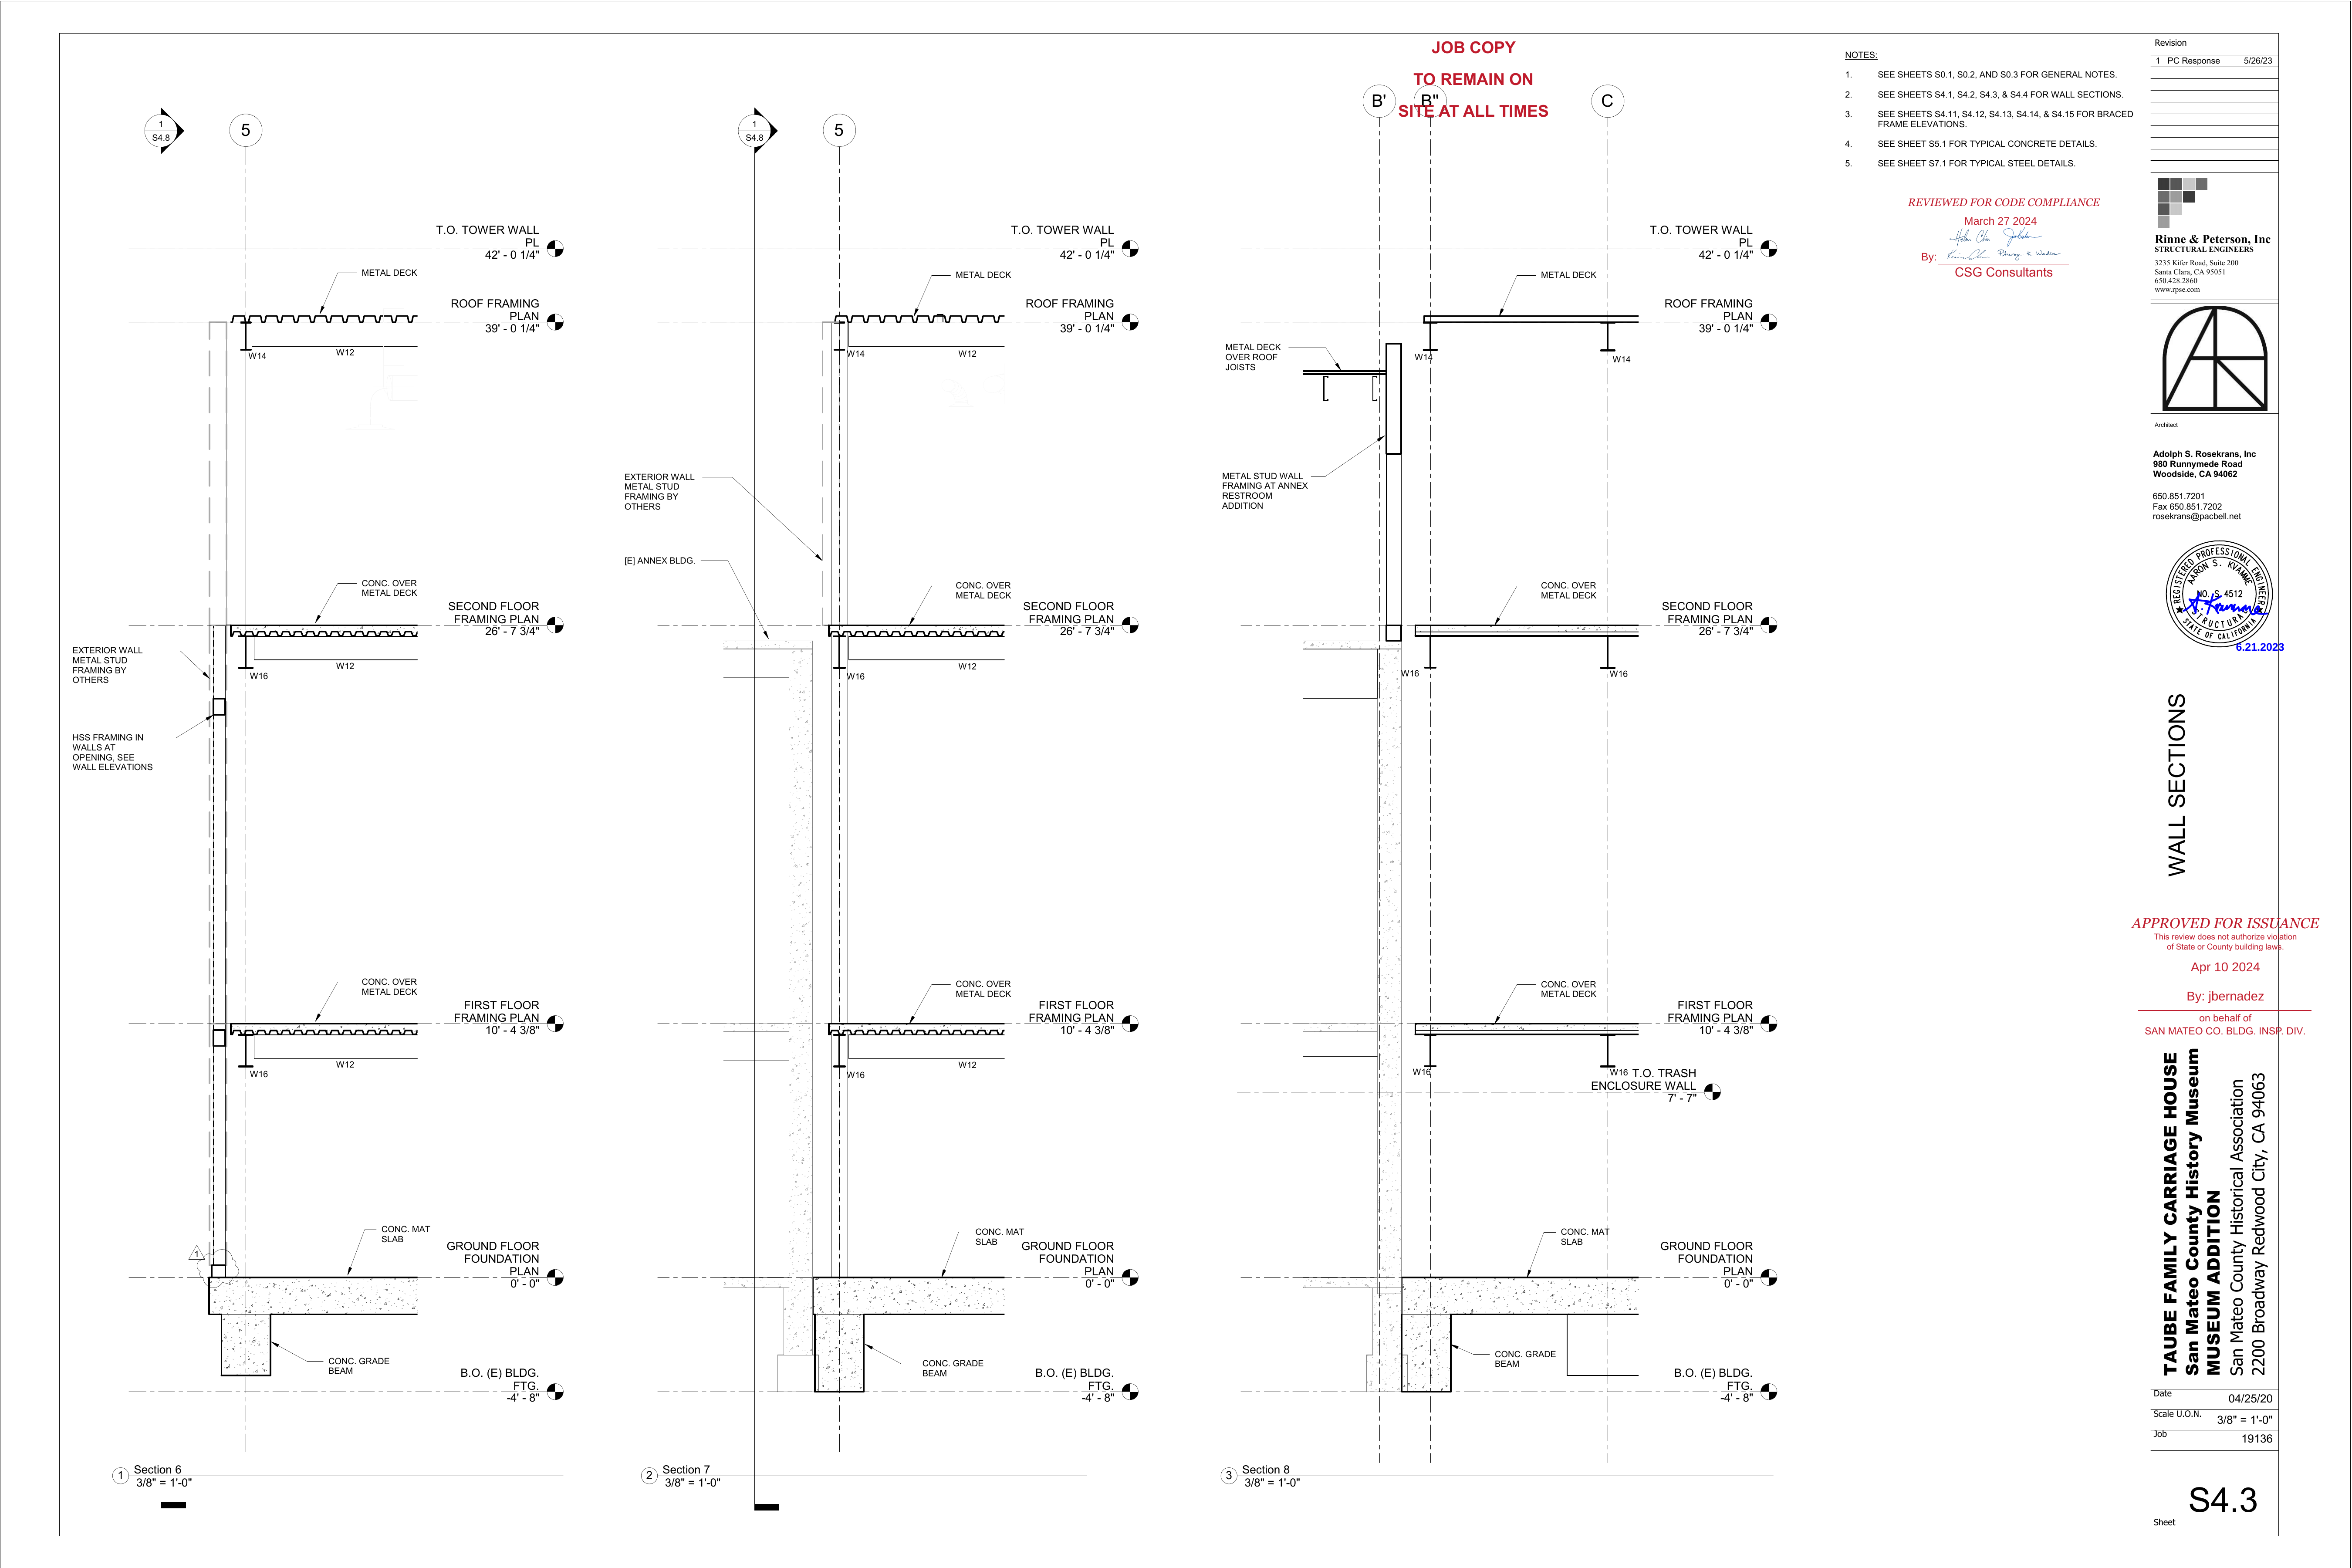 JOB COPY
TO REMAIN ON
SITE AT ALL TIMES
1
S4.8
5
T.O. TOWER WALL
PL
42' - 0 1/4"
METAL DECK
ROOF FRAMING
PLAN
39' - 0 1/4"
W14
W12
CONC. OVER
METAL DECK
SECOND FLOOR
FRAMING PLAN
26' - 7 3/4"
EXTERIOR WALL
METAL STUD
FRAMING BY
OTHERS
W16
W12
HSS FRAMING IN
WALLS AT
OPENING, SEE
WALL ELEVATIONS
CONC. OVER
METAL DECK
FIRST FLOOR
FRAMING PLAN
10' - 4 3/8"
W16
W12
CONC. MAT
SLAB
1
GROUND FLOOR
FOUNDATION
PLAN
0' - 0"
CONC. GRADE
BEAM
B.O. (E) BLDG.
FTG.
-4' - 8"
1
Section 6
3/8" = 1'-0"
1
S4.8
5
T.O. TOWER WALL
PL
42' - 0 1/4"
METAL DECK
ROOF FRAMING
PLAN
39' - 0 1/4"
W14
W12
EXTERIOR WALL
METAL STUD
FRAMING BY
OTHERS
[E] ANNEX BLDG.
CONC. OVER
METAL DECK
SECOND FLOOR
FRAMING PLAN
26' - 7 3/4"
W16
W12
CONC. OVER
METAL DECK
FIRST FLOOR
FRAMING PLAN
10' - 4 3/8"
W16
W12
CONC. MAT
SLAB
GROUND FLOOR
FOUNDATION
PLAN
0' - 0"
CONC. GRADE
BEAM
B.O. (E) BLDG.
FTG.
-4' - 8"
2
Section 7
3/8" = 1'-0"
B'
B"
C
T.O. TOWER WALL
PL
42' - 0 1/4"
METAL DECK
ROOF FRAMING
PLAN
39' - 0 1/4"
METAL DECK
OVER ROOF
JOISTS
W14
W14
METAL STUD WALL
FRAMING AT ANNEX
RESTROOM
ADDITION
CONC. OVER
METAL DECK
SECOND FLOOR
FRAMING PLAN
26' - 7 3/4"
W16
W16
CONC. OVER
METAL DECK
FIRST FLOOR
FRAMING PLAN
10' - 4 3/8"
W16
W16
T.O. TRASH
ENCLOSURE WALL
7' - 7"
CONC. MAT
SLAB
GROUND FLOOR
FOUNDATION
PLAN
0' - 0"
CONC. GRADE
BEAM
B.O. (E) BLDG.
FTG.
-4' - 8"
3
Section 8
3/8" = 1'-0"
NOTES:
1. SEE SHEETS S0.1, S0.2, AND S0.3 FOR GENERAL NOTES.
2. SEE SHEETS S4.1, S4.2, S4.3, & S4.4 FOR WALL SECTIONS.
3. SEE SHEETS S4.11, S4.12, S4.13, S4.14, & S4.15 FOR BRACED
FRAME ELEVATIONS.
4. SEE SHEET S5.1 FOR TYPICAL CONCRETE DETAILS.
5. SEE SHEET S7.1 FOR TYPICAL STEEL DETAILS.
REVIEWED FOR CODE COMPLIANCE
March 27 2024
By:
CSG Consultants
Revision
1 PC Response 5/26/23
Rinne & Peterson, Inc
STRUCTURAL ENGINEERS
3235 Kifer Road, Suite 200
Santa Clara, CA 95051
650.428.2860
www.rpse.com
Architect
Adolph S. Rosekrans, Inc
980 Runnymede Road
Woodside, CA 94062
650.851.7201
Fax 650.851.7202
rosekrans@pacbell.net
REGISTERED PROFESSIONAL ENGINEER
AARON S. KVAMME
NO. S 4512
STRUCTURAL
STATE OF CALIFORNIA
6.21.2023
WALL SECTIONS
APPROVED FOR ISSUANCE
This review does not authorize violation
of State or County building laws.
Apr 10 2024
By: jbernadez
on behalf of
SAN MATEO CO. BLDG. INSP. DIV.
TAUBE FAMILY CARRIAGE HOUSE
San Mateo County History Museum
MUSEUM ADDITION
San Mateo County Historical Association
2200 Broadway Redwood City, CA 94063
Date 04/25/20
Scale U.O.N. 3/8" = 1'-0"
Job 19136
S4.3
Sheet